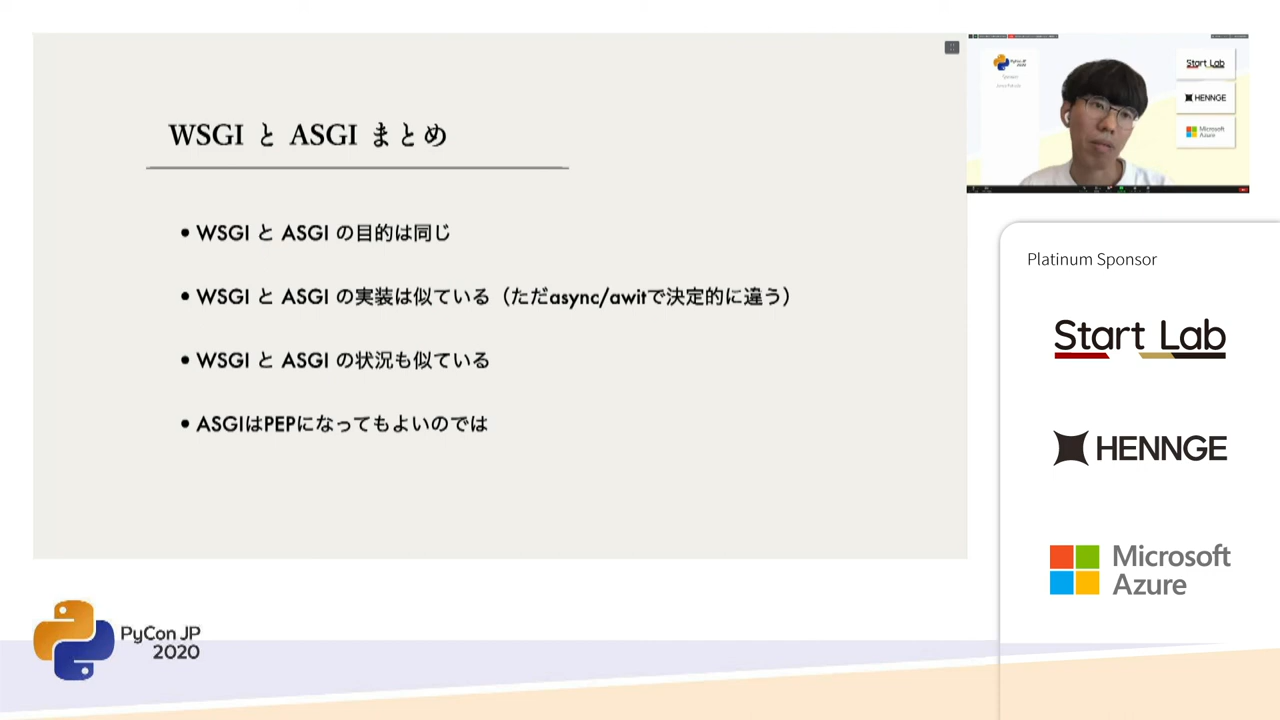 WSGI と ASGI まとめ
• WSGI と ASGI の目的は同じ
• WSGI と ASGI の実装は似ている（ただasync/awitで決定的に違う）
• WSGI と ASGI の状況も似ている
• ASGIはPEPになってもよいのでは
PyCon JP
2020
Start Lab
HENNGE
Microsoft
Azure
Platinum Sponsor
Start Lab
HENNGE
Microsoft
Azure
PyCon JP
2020